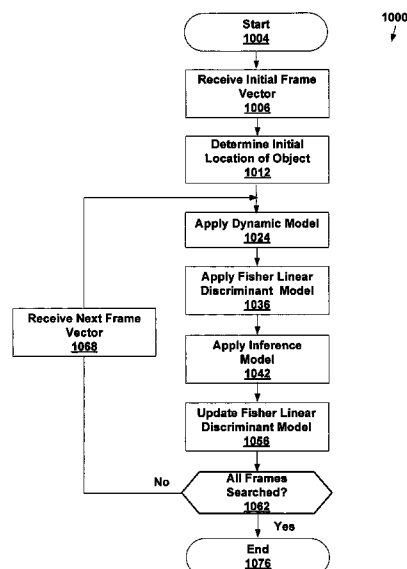 1000
Start
1004
Receive Initial Frame
Vector
1006
Determine Initial
Location of Object
1012
Apply Dynamic Model
1024
Apply Fisher Linear
Discriminant Model
1036
Receive Next Frame
Vector
1068
Apply Inference
Model
1042
Update Fisher Linear
Discriminant Model
1056
No
All Frames
Searched?
1062
Yes
End
1076